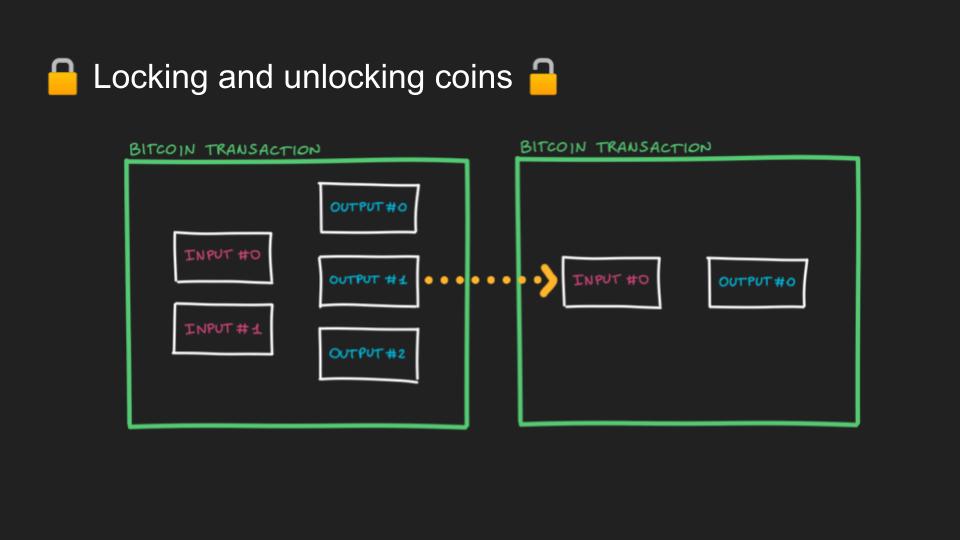 Locking and unlocking coins
BITCOIN TRANSACTION
INPUT #0
INPUT #1
OUTPUT #0
OUTPUT #1
OUTPUT #2
BITCOIN TRANSACTION
INPUT #0
OUTPUT #0